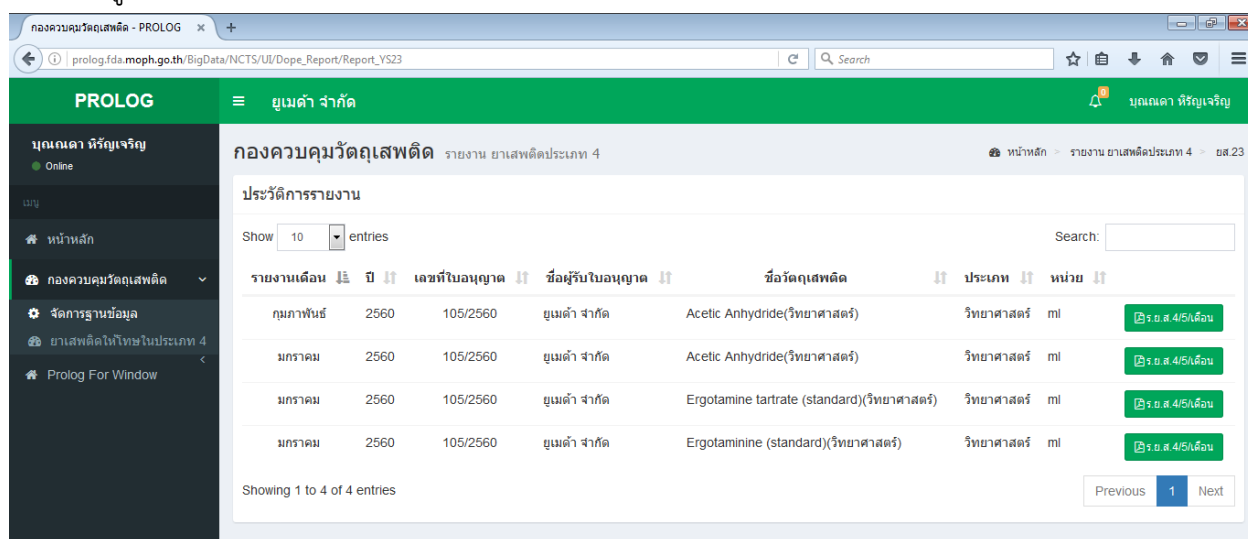 กองควบคุมวัตถุเสพติด - PROLOG × +
prolog.fda.moph.go.th/BigData/NCTS/UI/Dope_Report/Report_YS23 Search
PROLOG ยูเมด้า จำกัด 0 บุณณดา หิรัญเจริญ
บุณณดา หิรัญเจริญ
Online
กองควบคุมวัตถุเสพติด รายงาน ยาเสพติดประเภท 4 หน้าหลัก > รายงาน ยาเสพติดประเภท 4 > ยส.23
เมนู
ประวัติการรายงาน
หน้าหลัก
Show 10 entries Search:
กองควบคุมวัตถุเสพติด
รายงานเดือน ปี เลขที่ใบอนุญาต ชื่อผู้รับใบอนุญาต ชื่อวัตถุเสพติด ประเภท หน่วย
จัดการฐานข้อมูล
กุมภาพันธ์ 2560 105/2560 ยูเมด้า จำกัด Acetic Anhydride(วิทยาศาสตร์) วิทยาศาสตร์ ml ร.ย.ส.4/5/เดือน
ยาเสพติดให้โทษในประเภท 4
มกราคม 2560 105/2560 ยูเมด้า จำกัด Acetic Anhydride(วิทยาศาสตร์) วิทยาศาสตร์ ml ร.ย.ส.4/5/เดือน
Prolog For Window
มกราคม 2560 105/2560 ยูเมด้า จำกัด Ergotamine tartrate (standard)(วิทยาศาสตร์) วิทยาศาสตร์ ml ร.ย.ส.4/5/เดือน
มกราคม 2560 105/2560 ยูเมด้า จำกัด Ergotaminine (standard)(วิทยาศาสตร์) วิทยาศาสตร์ ml ร.ย.ส.4/5/เดือน
Showing 1 to 4 of 4 entries Previous 1 Next